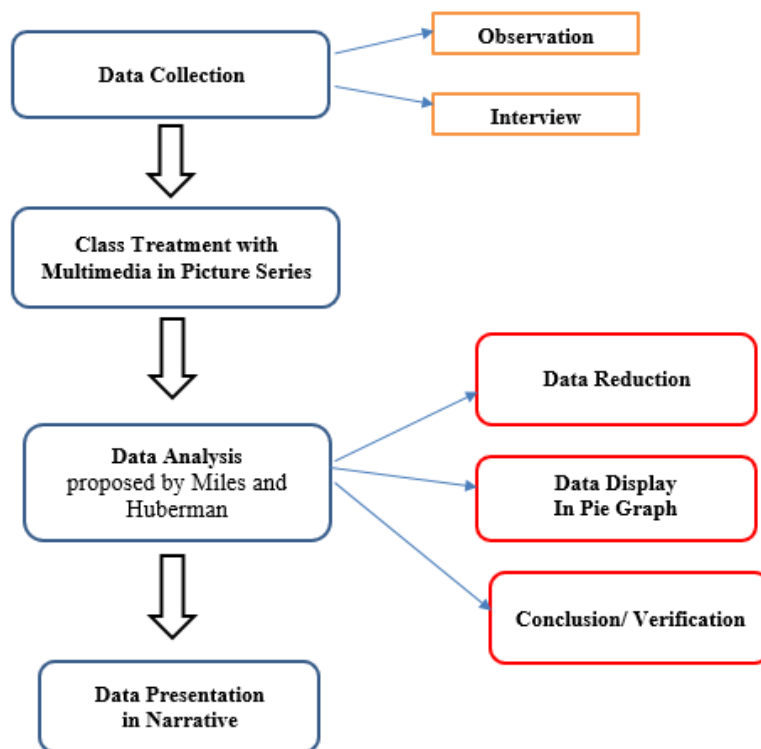 Data Collection
Observation
Interview
Class Treatment with
Multimedia in Picture Series
Data Analysis
proposed by Miles and
Huberman
Data Reduction
Data Display
In Pie Graph
Conclusion/ Verification
Data Presentation
in Narrative